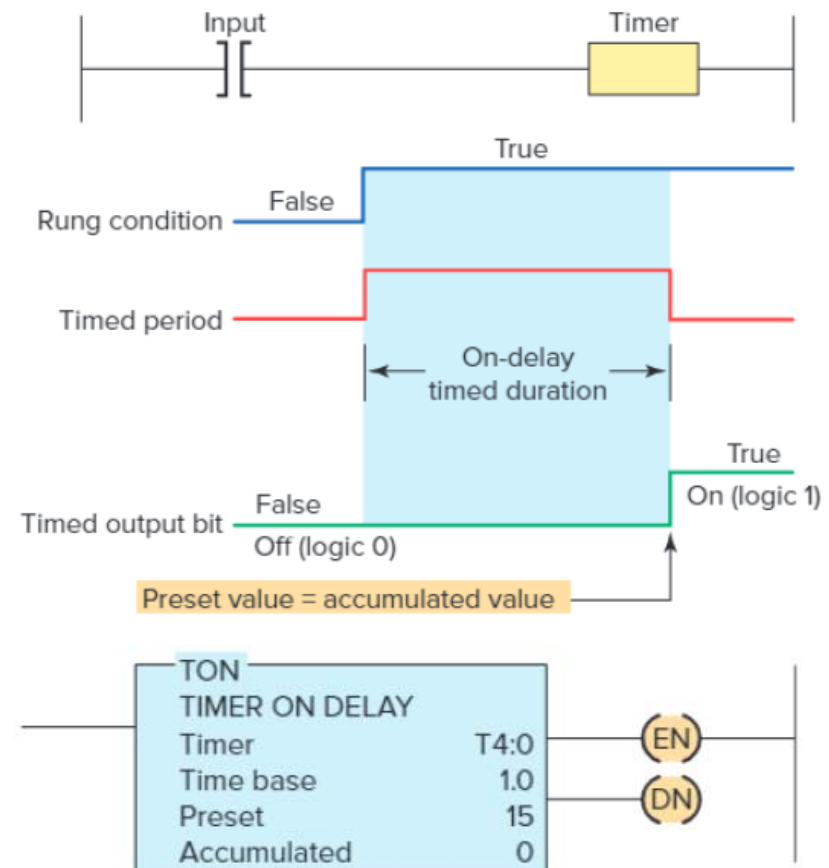 Input Timer
True
False
Rung condition
Timed period
On-delay
timed duration
True
False
On (logic 1)
Timed output bit
Off (logic 0)
Preset value = accumulated value
TON
TIMER ON DELAY
Timer T4:0
EN
Time base 1.0
DN
Preset 15
Accumulated 0